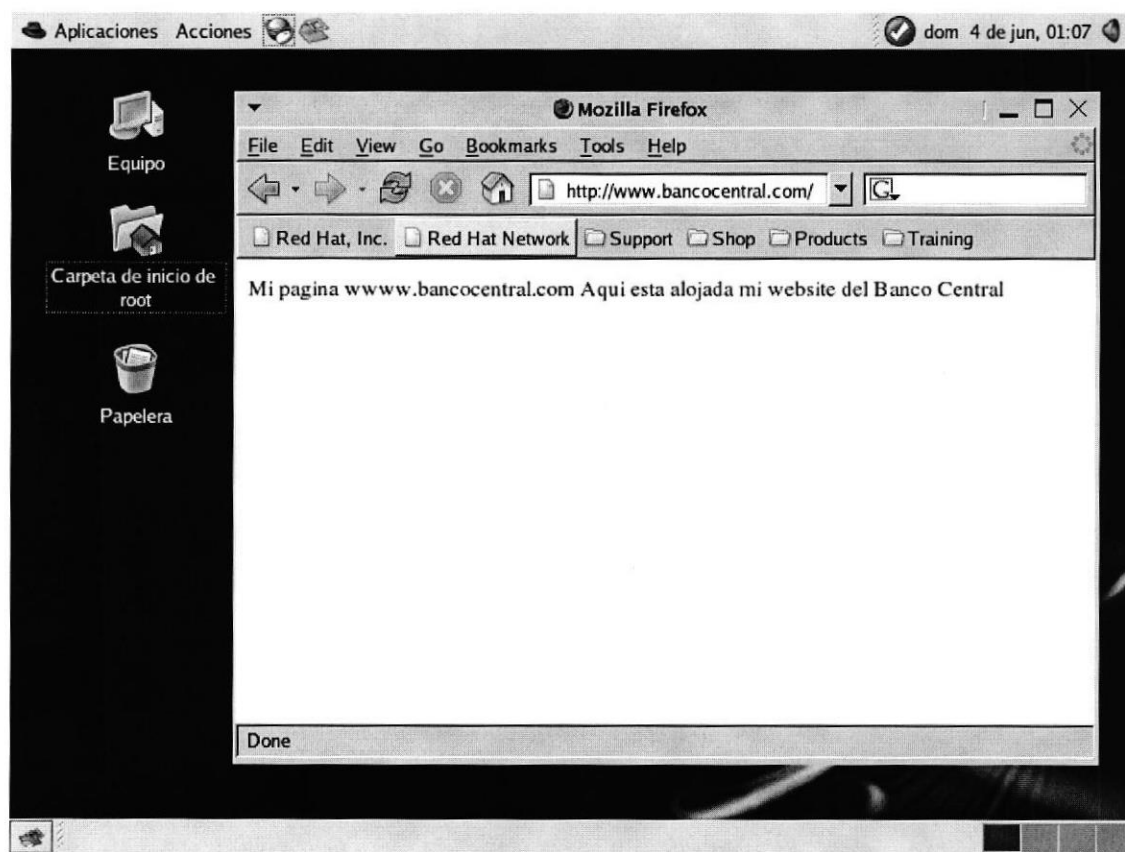 Aplicaciones Acciones
dom 4 de jun, 01:07
Equipo
Carpeta de inicio de
root
Papelera
Mozilla Firefox
File Edit View Go Bookmarks Tools Help
http://www.bancocentral.com/
G
Red Hat, Inc. Red Hat Network Support Shop Products Training
Mi pagina wwww.bancocentral.com Aqui esta alojada mi website del Banco Central
Done